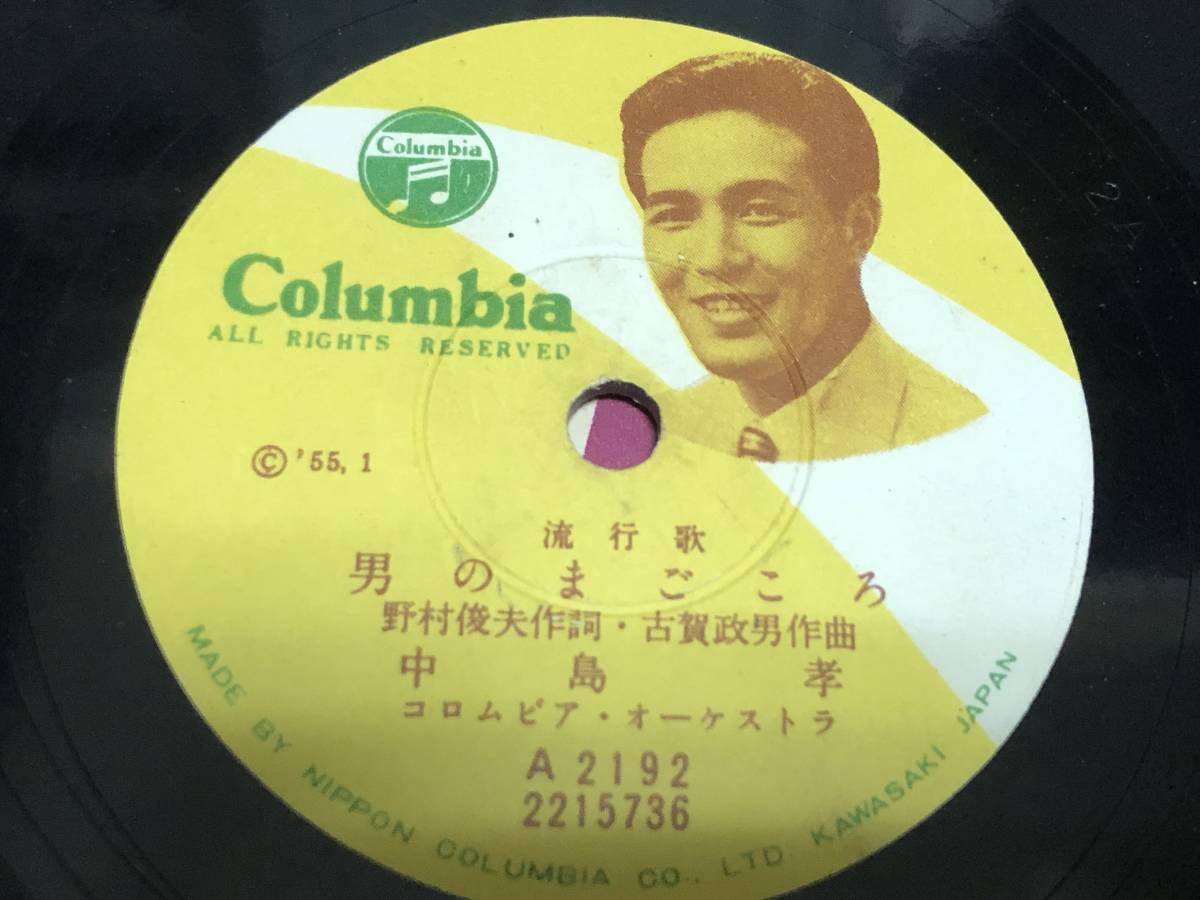 Columbia
Columbia
ALL RIGHTS RESERVED
© '55, 1
流行歌
男のまごころ
野村俊夫作詞・古賀政男作曲
中島孝
コロムビア・オーケストラ
A 2192
2215736
MADE BY NIPPON COLUMBIA CO., LTD. KAWASAKI JAPAN
2A